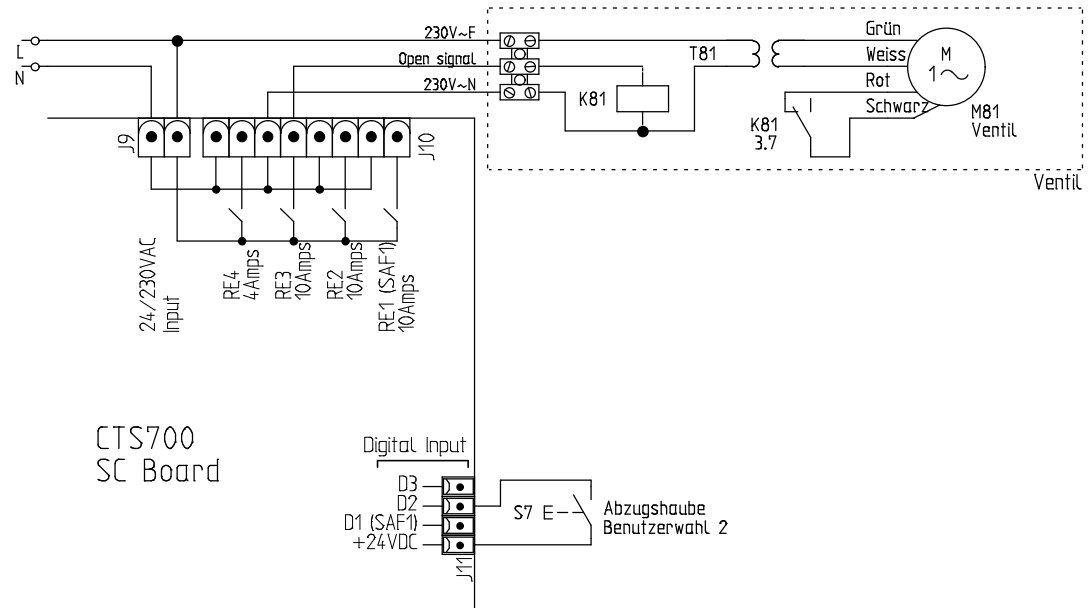 230V~F
Grün
L
Open signal
T81
Weiss
M
1~
N
230V~N
K81
Rot
Schwarz
M81
Ventil
K81
3.7
J9
J10
Ventil
24/230VAC
Input
RE4
4Amps
RE3
10Amps
RE2
10Amps
RE1 (SAF1)
10Amps
CTS700
SC Board
Digital Input
D3
D2
D1 (SAF1)
+24VDC
J11
S7 E
Abzugshaube
Benutzerwahl 2